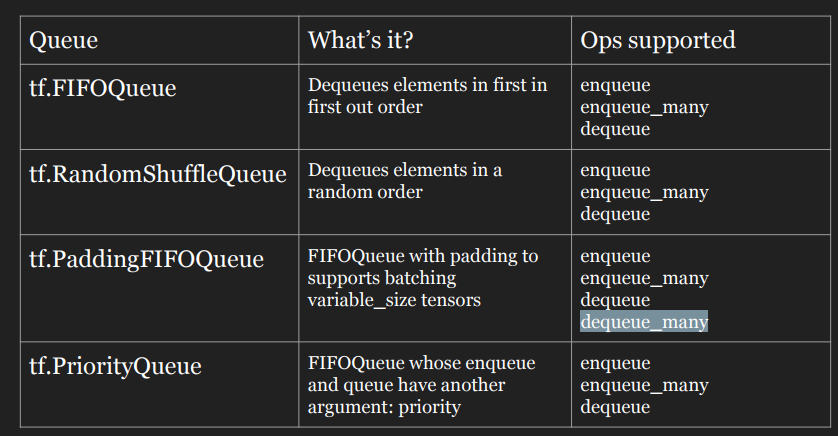 Queue
What's it?
Ops supported
tf.FIFOQueue
Dequeues elements in first in
first out order
enqueue
enqueue_many
dequeue
tf.RandomShuffleQueue
Dequeues elements in a
random order
enqueue
enqueue_many
dequeue
tf.PaddingFIFOQueue
FIFOQueue with padding to
supports batching
variable_size tensors
enqueue
enqueue_many
dequeue
dequeue_many
tf.PriorityQueue
FIFOQueue whose enqueue
and queue have another
argument: priority
enqueue
enqueue_many
dequeue